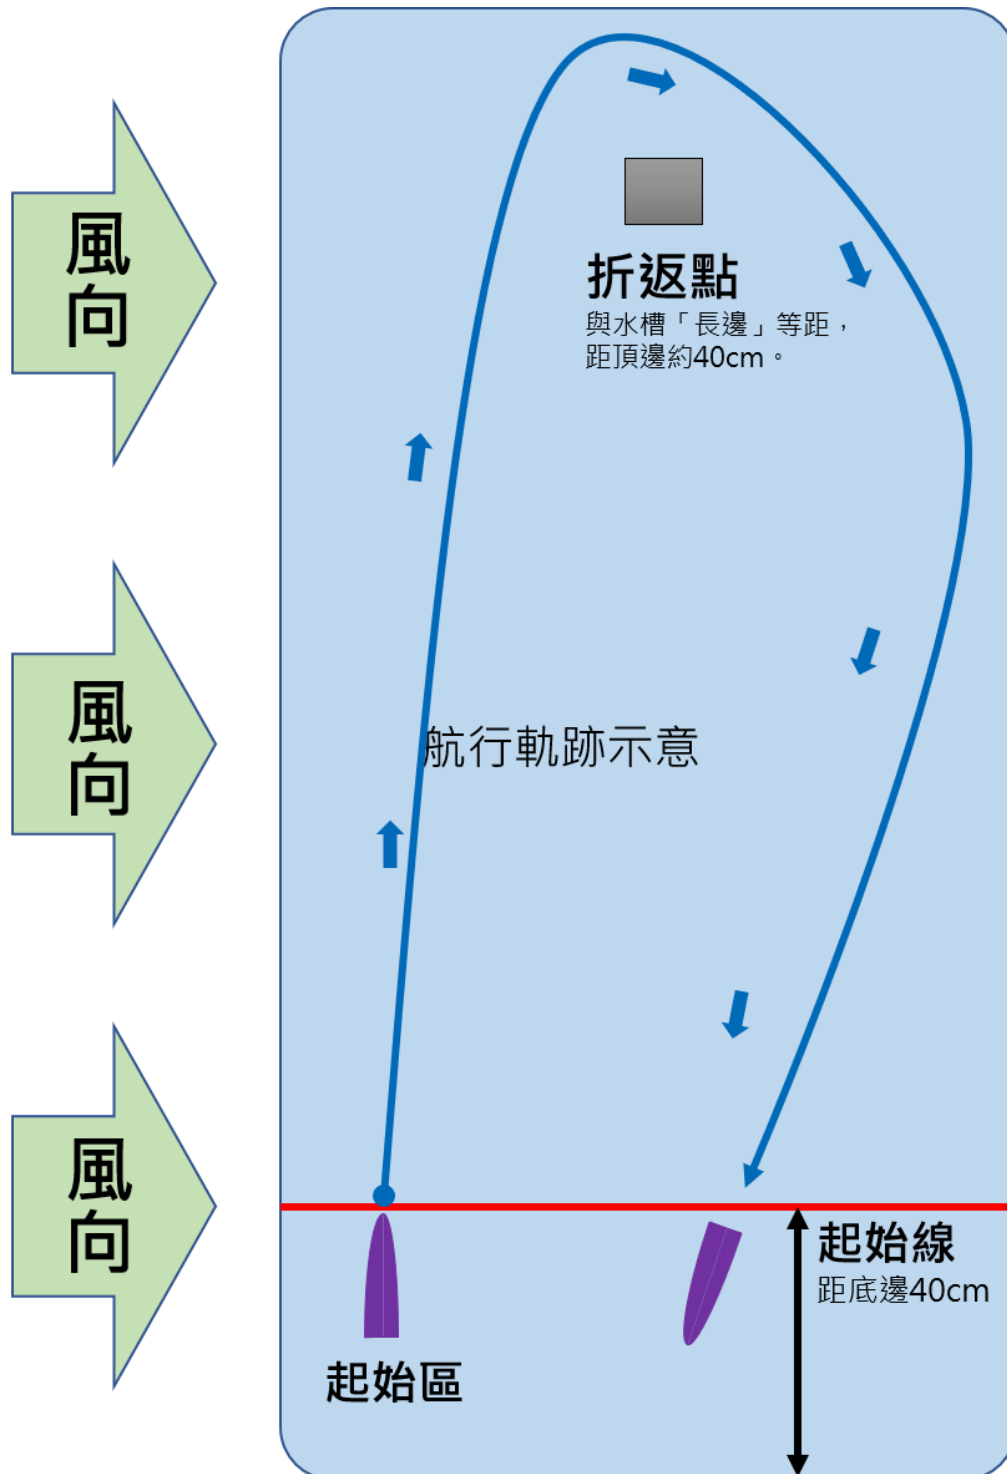 風向
折返點
與水槽「長邊」等距，
距頂邊約40cm。
風向
航行軌跡示意
風向
起始線
距底邊40cm
起始區